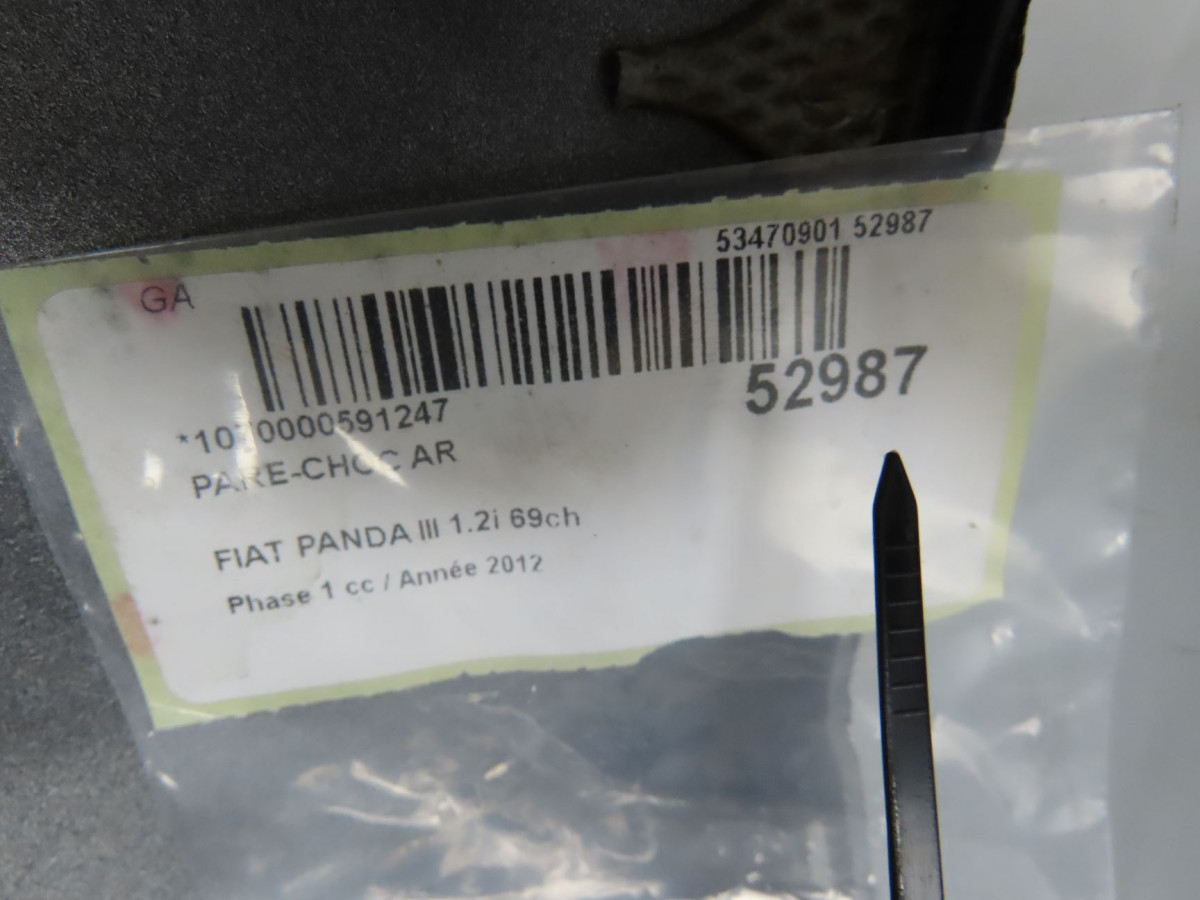 53470901 52987
GA
52987
*1070000591247
PARE-CHOC AR
FIAT PANDA III 1.2i 69ch
Phase 1 cc / Année 2012